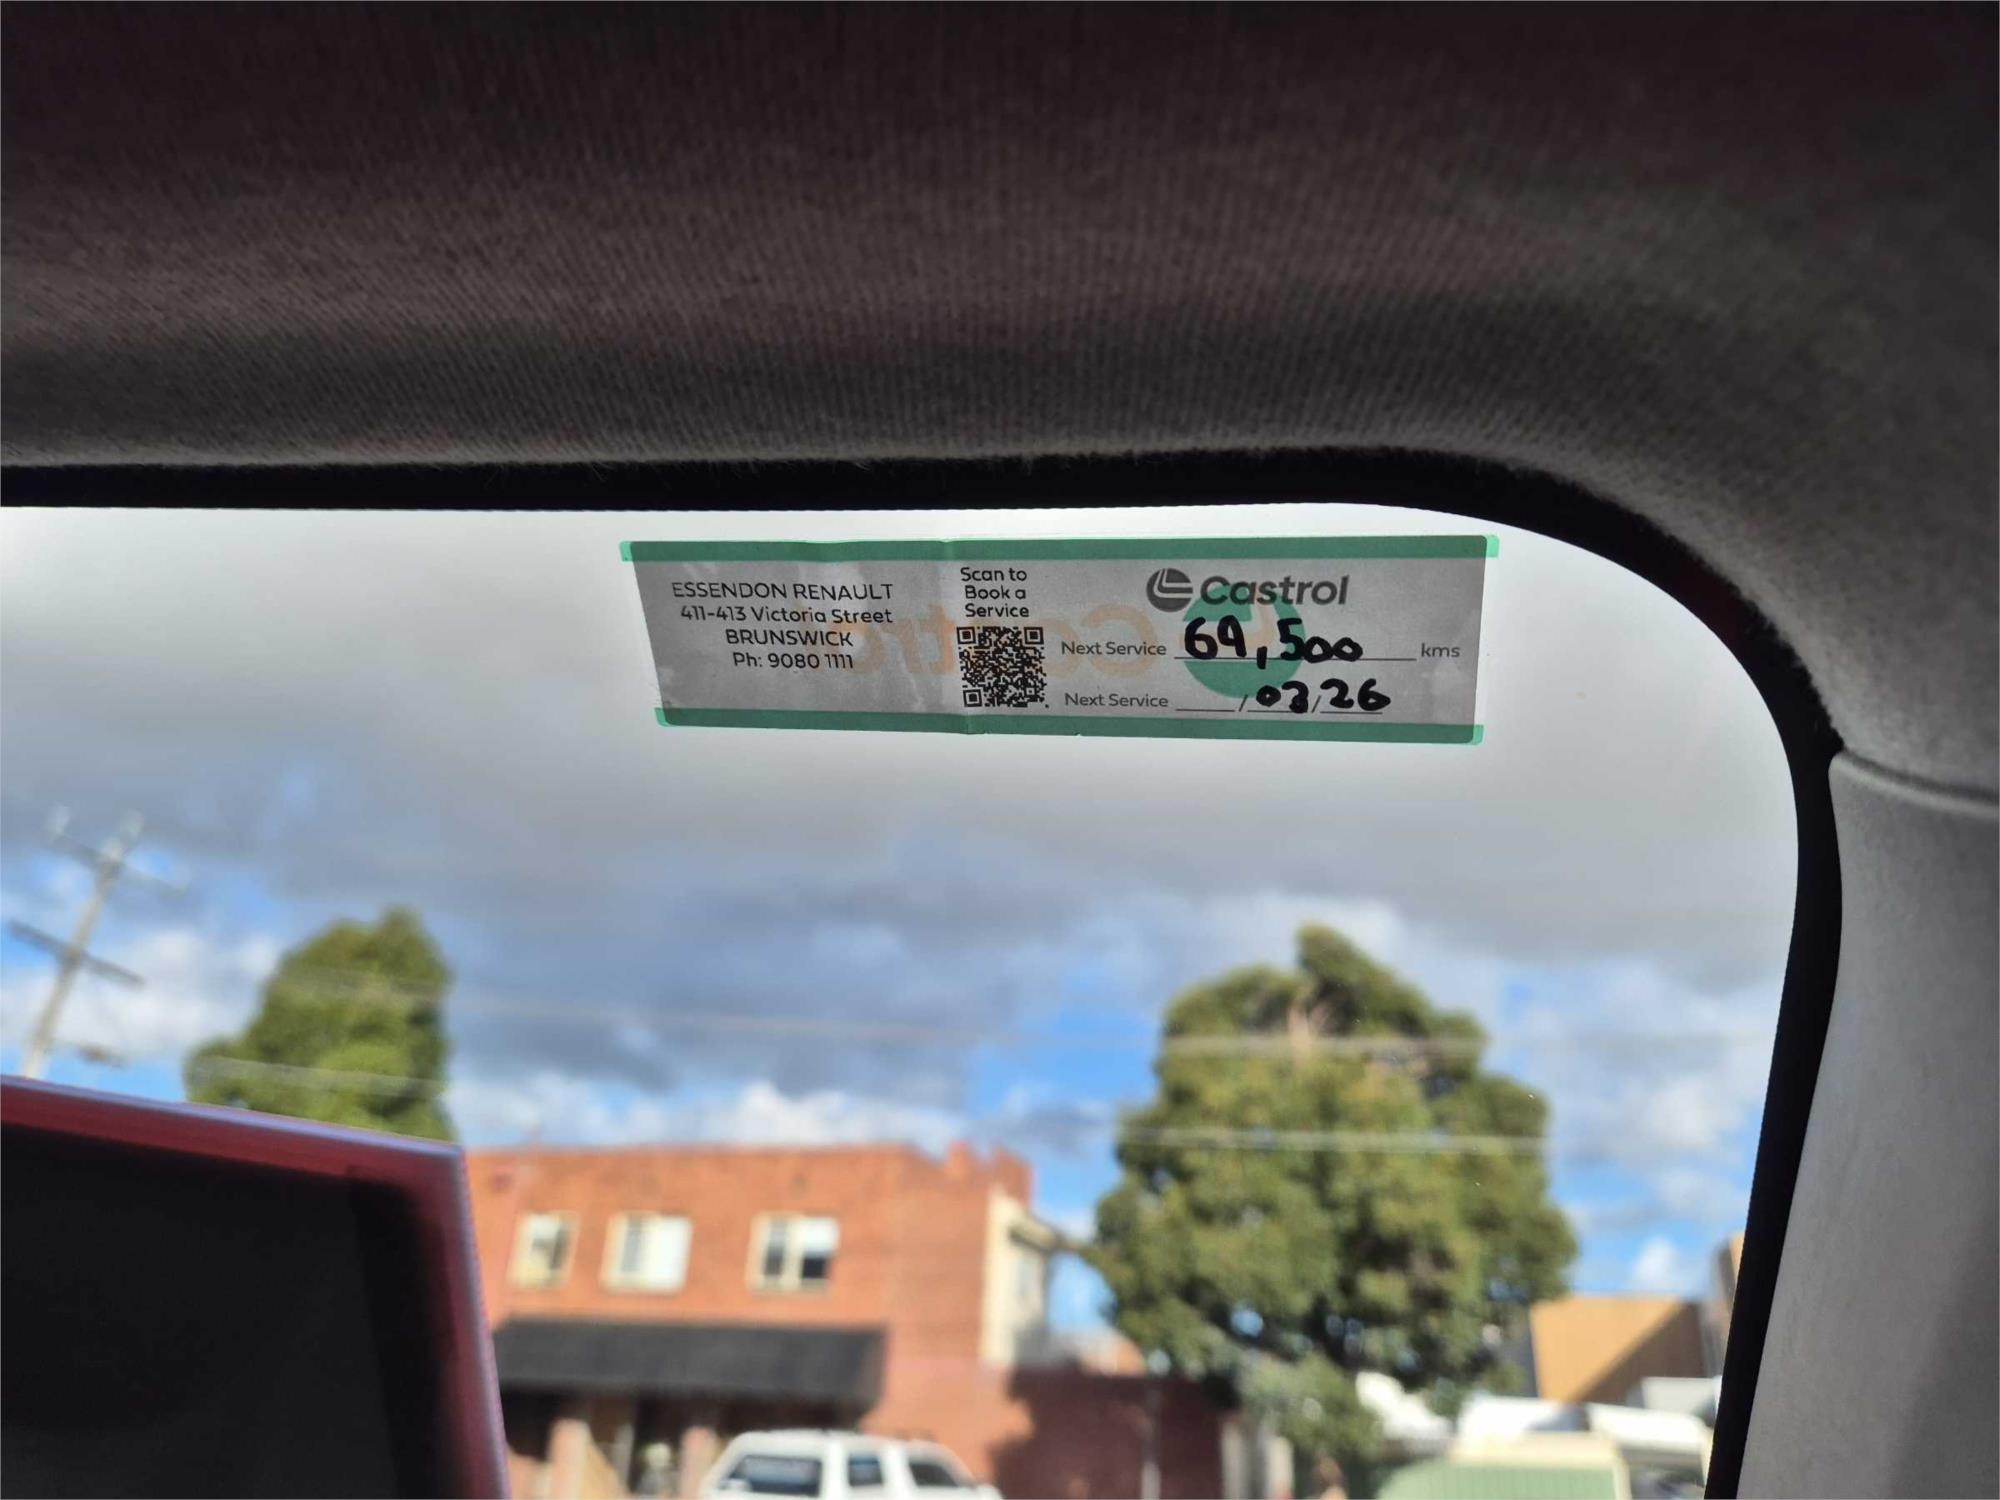 ESSENDON RENAULT
411-413 Victoria Street
BRUNSWICK
Ph: 9080 1111
Scan to
Book a
Service
Castrol
Next Service 69,500 kms
Next Service ____/03/26